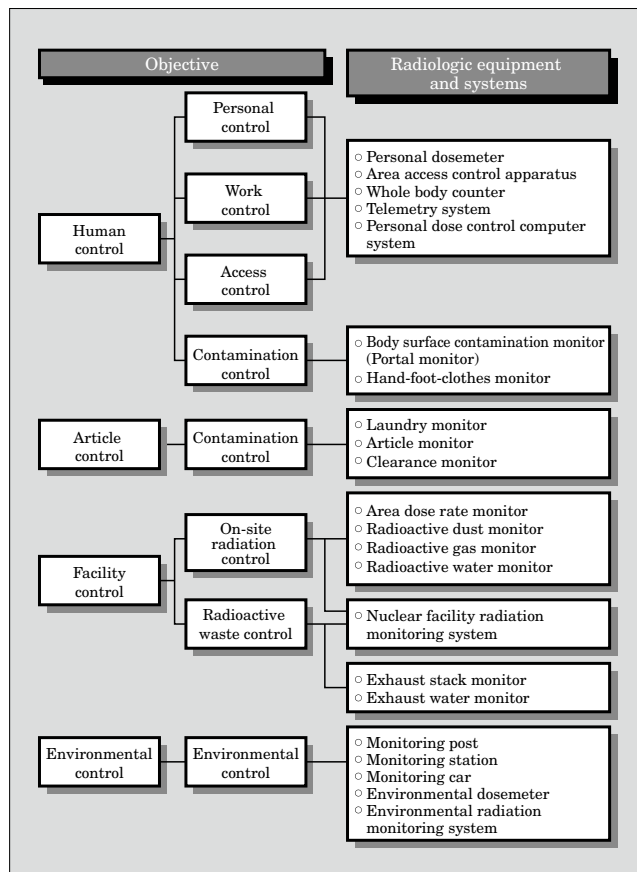 Objective
Radiologic equipment
and systems
Human
control
Personal
control
Work
control
Access
control
○ Personal dosemeter
○ Area access control apparatus
○ Whole body counter
○ Telemetry system
○ Personal dose control computer
system
Contamination
control
○ Body surface contamination monitor
(Portal monitor)
○ Hand-foot-clothes monitor
Article
control
Contamination
control
○ Laundry monitor
○ Article monitor
○ Clearance monitor
Facility
control
On-site
radiation
control
○ Area dose rate monitor
○ Radioactive dust monitor
○ Radioactive gas monitor
○ Radioactive water monitor
Radioactive
waste control
○ Nuclear facility radiation
monitoring system
○ Exhaust stack monitor
○ Exhaust water monitor
Environmental
control
Environmental
control
○ Monitoring post
○ Monitoring station
○ Monitoring car
○ Environmental dosemeter
○ Environmental radiation
monitoring system